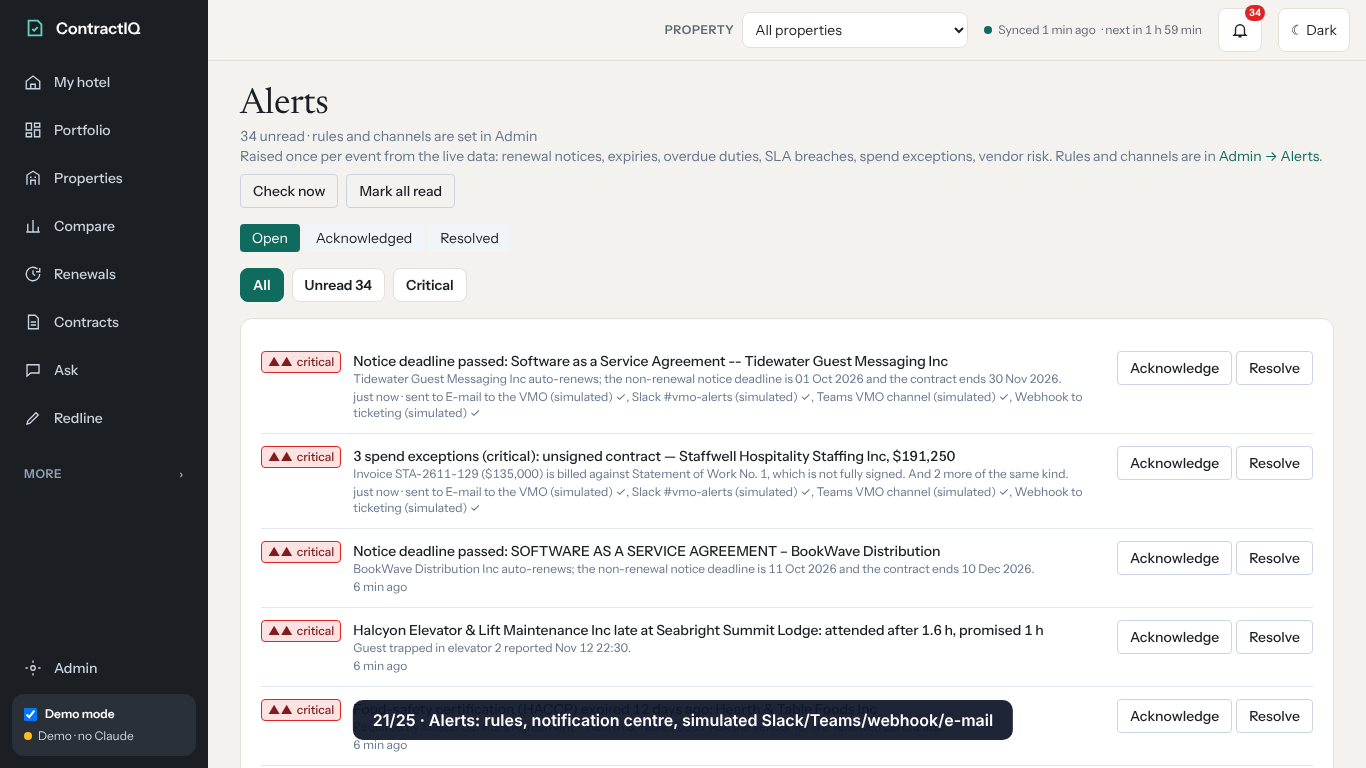 ContractIQ
PROPERTY
All properties
Synced 1 min ago · next in 1 h 59 min
34
☾ Dark
My hotel
Portfolio
Properties
Compare
Renewals
Contracts
Ask
Redline
MORE ›
Admin
Demo mode
Demo · no Claude
Alerts
34 unread · rules and channels are set in Admin
Raised once per event from the live data: renewal notices, expiries, overdue duties, SLA breaches, spend exceptions, vendor risk. Rules and channels are in Admin → Alerts.
Check now
Mark all read
Open
Acknowledged
Resolved
All
Unread 34
Critical
▲▲ critical
Notice deadline passed: Software as a Service Agreement -- Tidewater Guest Messaging Inc
Tidewater Guest Messaging Inc auto-renews; the non-renewal notice deadline is 01 Oct 2026 and the contract ends 30 Nov 2026.
just now · sent to E-mail to the VMO (simulated) ✓, Slack #vmo-alerts (simulated) ✓, Teams VMO channel (simulated) ✓, Webhook to
ticketing (simulated) ✓
Acknowledge
Resolve
▲▲ critical
3 spend exceptions (critical): unsigned contract — Staffwell Hospitality Staffing Inc, $191,250
Invoice STA-2611-129 ($135,000) is billed against Statement of Work No. 1, which is not fully signed. And 2 more of the same kind.
just now · sent to E-mail to the VMO (simulated) ✓, Slack #vmo-alerts (simulated) ✓, Teams VMO channel (simulated) ✓, Webhook to
ticketing (simulated) ✓
Acknowledge
Resolve
▲▲ critical
Notice deadline passed: SOFTWARE AS A SERVICE AGREEMENT – BookWave Distribution
BookWave Distribution Inc auto-renews; the non-renewal notice deadline is 11 Oct 2026 and the contract ends 10 Dec 2026.
6 min ago
Acknowledge
Resolve
▲▲ critical
Halcyon Elevator & Lift Maintenance Inc late at Seabright Summit Lodge: attended after 1.6 h, promised 1 h
Guest trapped in elevator 2 reported Nov 12 22:30.
6 min ago
Acknowledge
Resolve
▲▲ critical
Food-safety certification (HACCP) expired 12 days ago: Hearth & Table Foods Inc
21/25 · Alerts: rules, notification centre, simulated Slack/Teams/webhook/e-mail
6 min ago
Acknowledge
Resolve